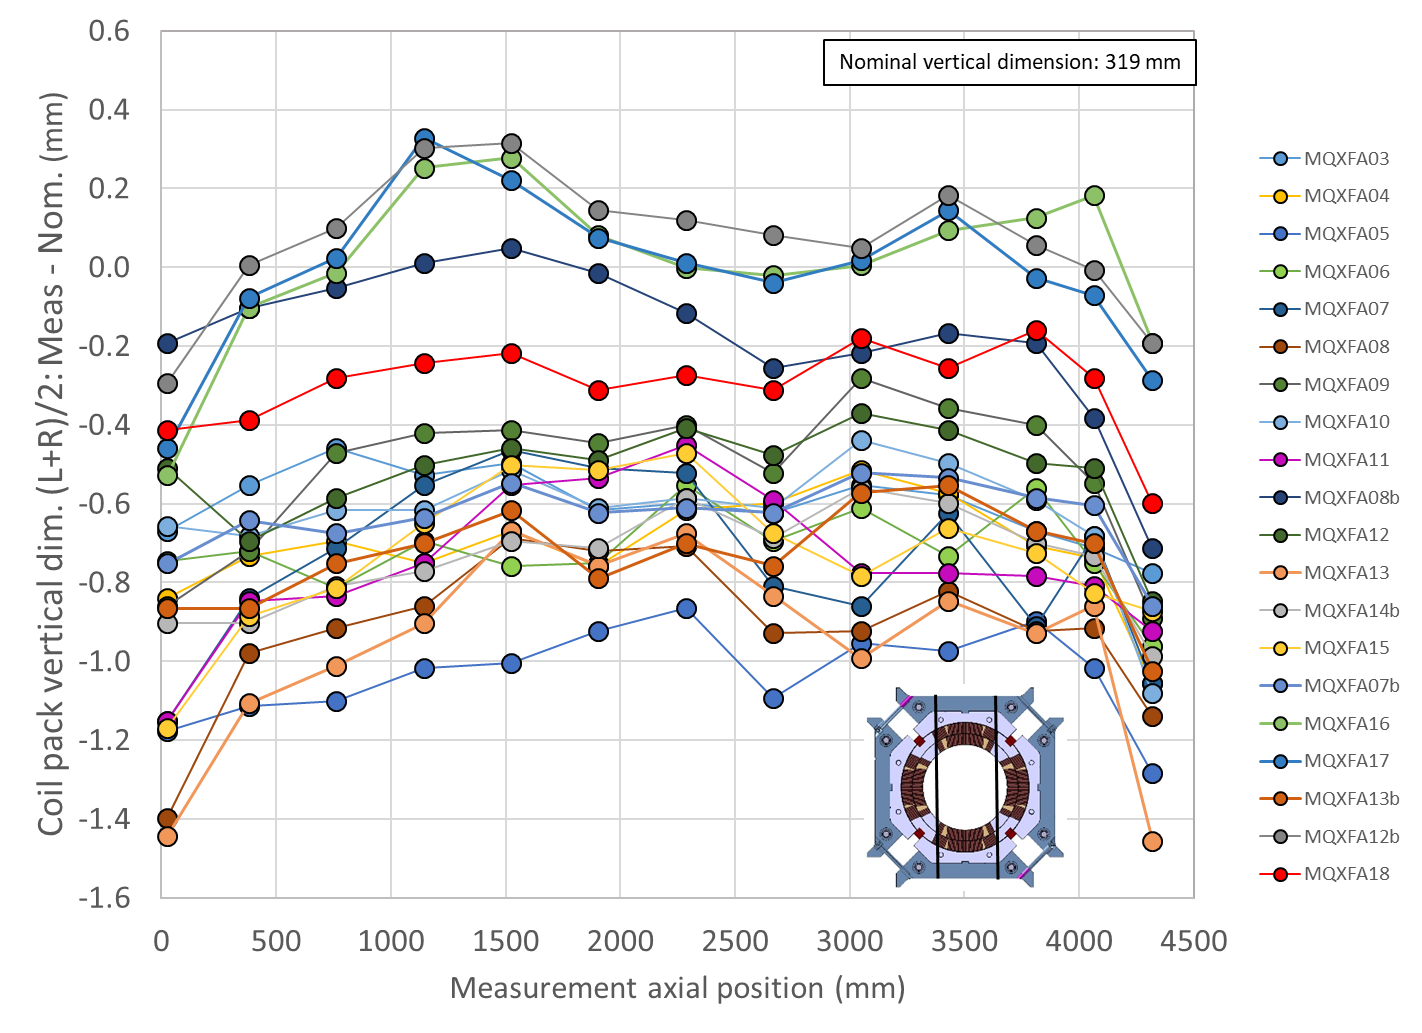 Coil pack vertical dim. (L+R)/2: Meas - Nom. (mm)
0.6
0.4
0.2
0.0
-0.2
-0.4
-0.6
-0.8
-1.0
-1.2
-1.4
-1.6
Nominal vertical dimension: 319 mm
0 500 1000 1500 2000 2500 3000 3500 4000 4500
Measurement axial position (mm)
MQXFA03
MQXFA04
MQXFA05
MQXFA06
MQXFA07
MQXFA08
MQXFA09
MQXFA10
MQXFA11
MQXFA08b
MQXFA12
MQXFA13
MQXFA14b
MQXFA15
MQXFA07b
MQXFA16
MQXFA17
MQXFA13b
MQXFA12b
MQXFA18